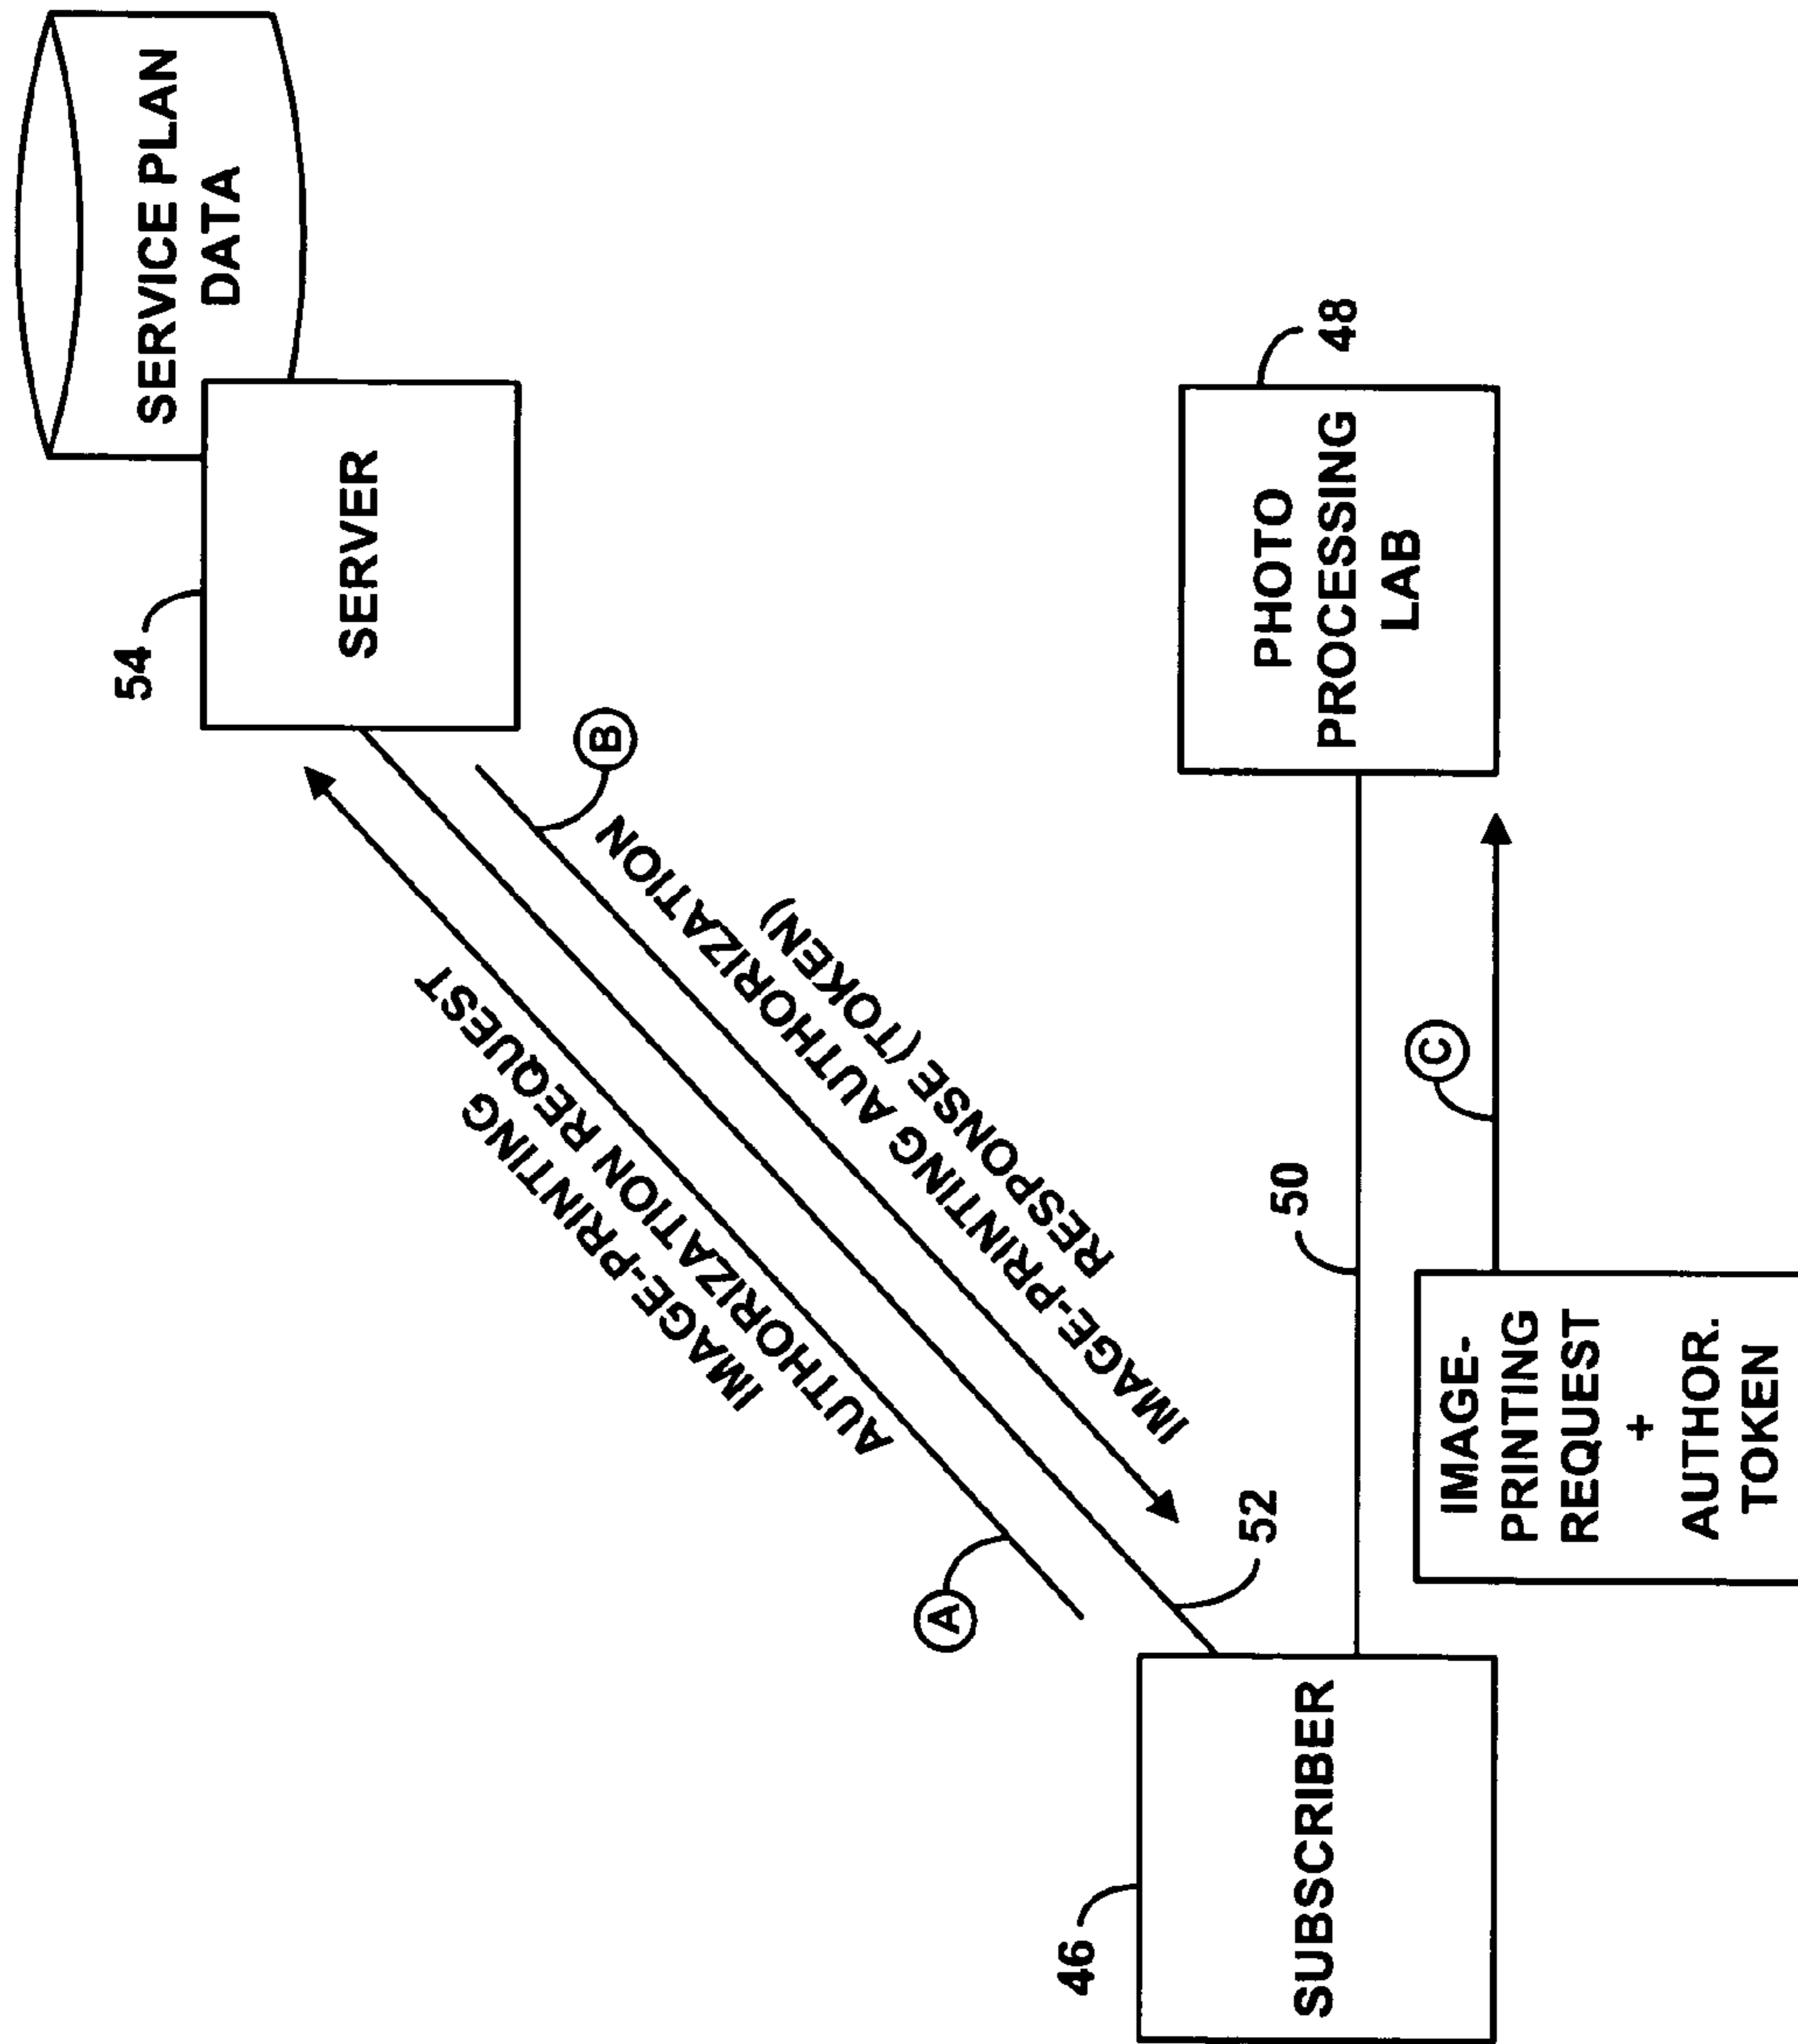 SERVICE PLAN
DATA
54
SERVER
B
IMAGE-PRINTING
AUTHORIZATION REQUEST
IMAGE-PRINTING AUTHORIZATION
RESPONSE (TOKEN)
A
52
46
SUBSCRIBER
50
48
PHOTO
PROCESSING
LAB
C
IMAGE-
PRINTING
REQUEST
+
AUTHOR.
TOKEN